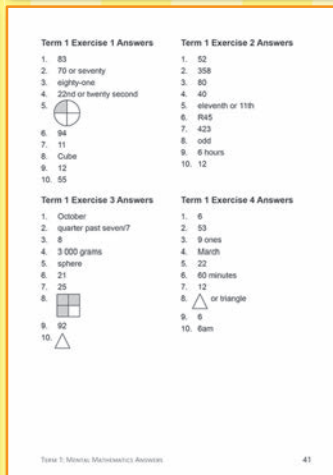 Term 1 Exercise 1 Answers
1. 83
2. 70 or seventy
3. eighty-one
4. 22nd or twenty second
5.
6. 94
7. 11
8. Cube
9. 12
10. 55
Term 1 Exercise 2 Answers
1. 52
2. 358
3. 80
4. 40
5. eleventh or 11th
6. R45
7. 423
8. odd
9. 6 hours
10. 12
Term 1 Exercise 3 Answers
1. October
2. quarter past seven/7
3. 8
4. 3 000 grams
5. sphere
6. 21
7. 25
8.
9. 92
10.
Term 1 Exercise 4 Answers
1. 6
2. 53
3. 9 ones
4. March
5. 22
6. 60 minutes
7. 12
8. or triangle
9. 6
10. 6am
Term 1: Mental Mathematics Answers
41